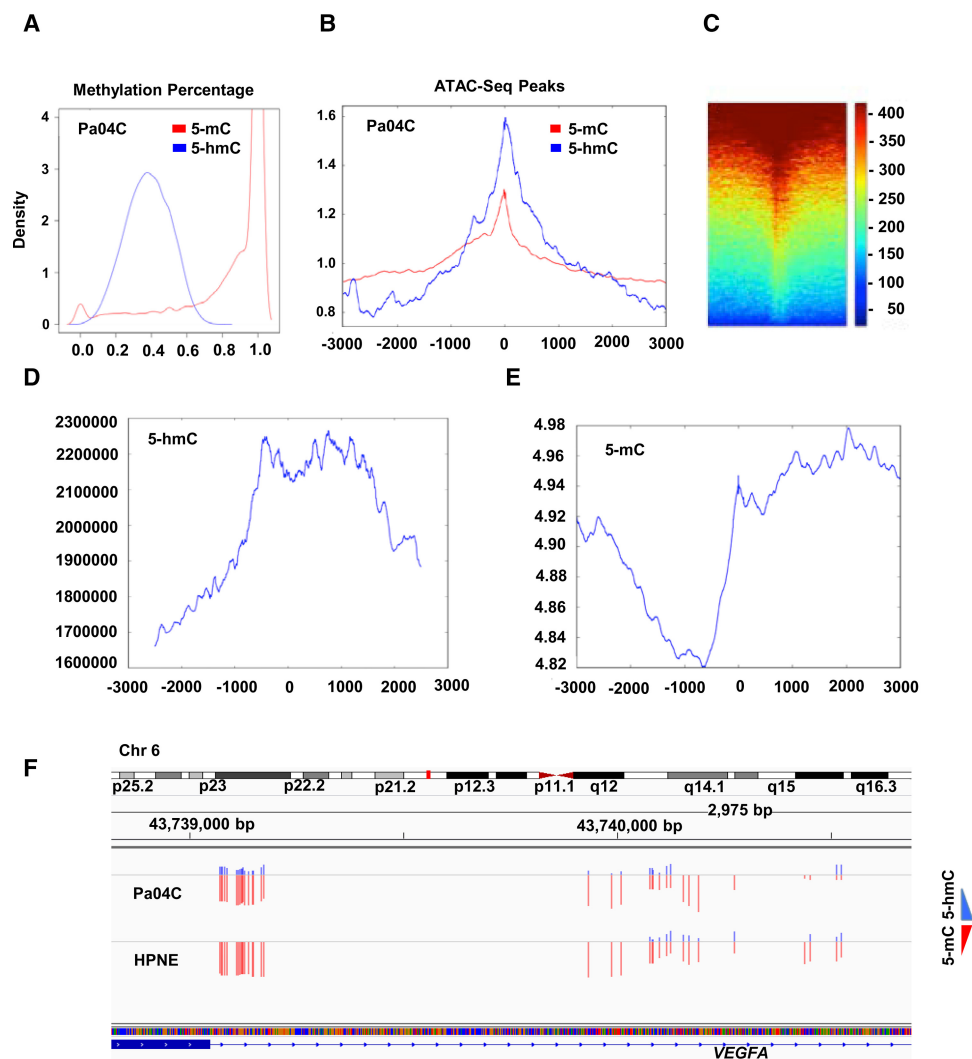 A
B
C
Methylation Percentage
Pa04C
5-mC
5-hmC
Density
4
3
2
1
0
0.0 0.2 0.4 0.6 0.8 1.0
ATAC-Seq Peaks
Pa04C
5-mC
5-hmC
1.6
1.4
1.2
1.0
0.8
-3000 -2000 -1000 0 1000 2000 3000
400
350
300
250
200
150
100
50
D
E
5-hmC
2300000
2200000
2100000
2000000
1900000
1800000
1700000
1600000
-3000 -2000 -1000 0 1000 2000 3000
5-mC
4.98
4.96
4.94
4.92
4.90
4.88
4.86
4.84
4.82
-3000 -2000 -1000 0 1000 2000 3000
F
Chr 6
p25.2 p23 p22.2 p21.2 p12.3 p11.1 q12 q14.1 q15 q16.3
2,975 bp
43,739,000 bp 43,740,000 bp
Pa04C
HPNE
5-mC 5-hmC
VEGFA